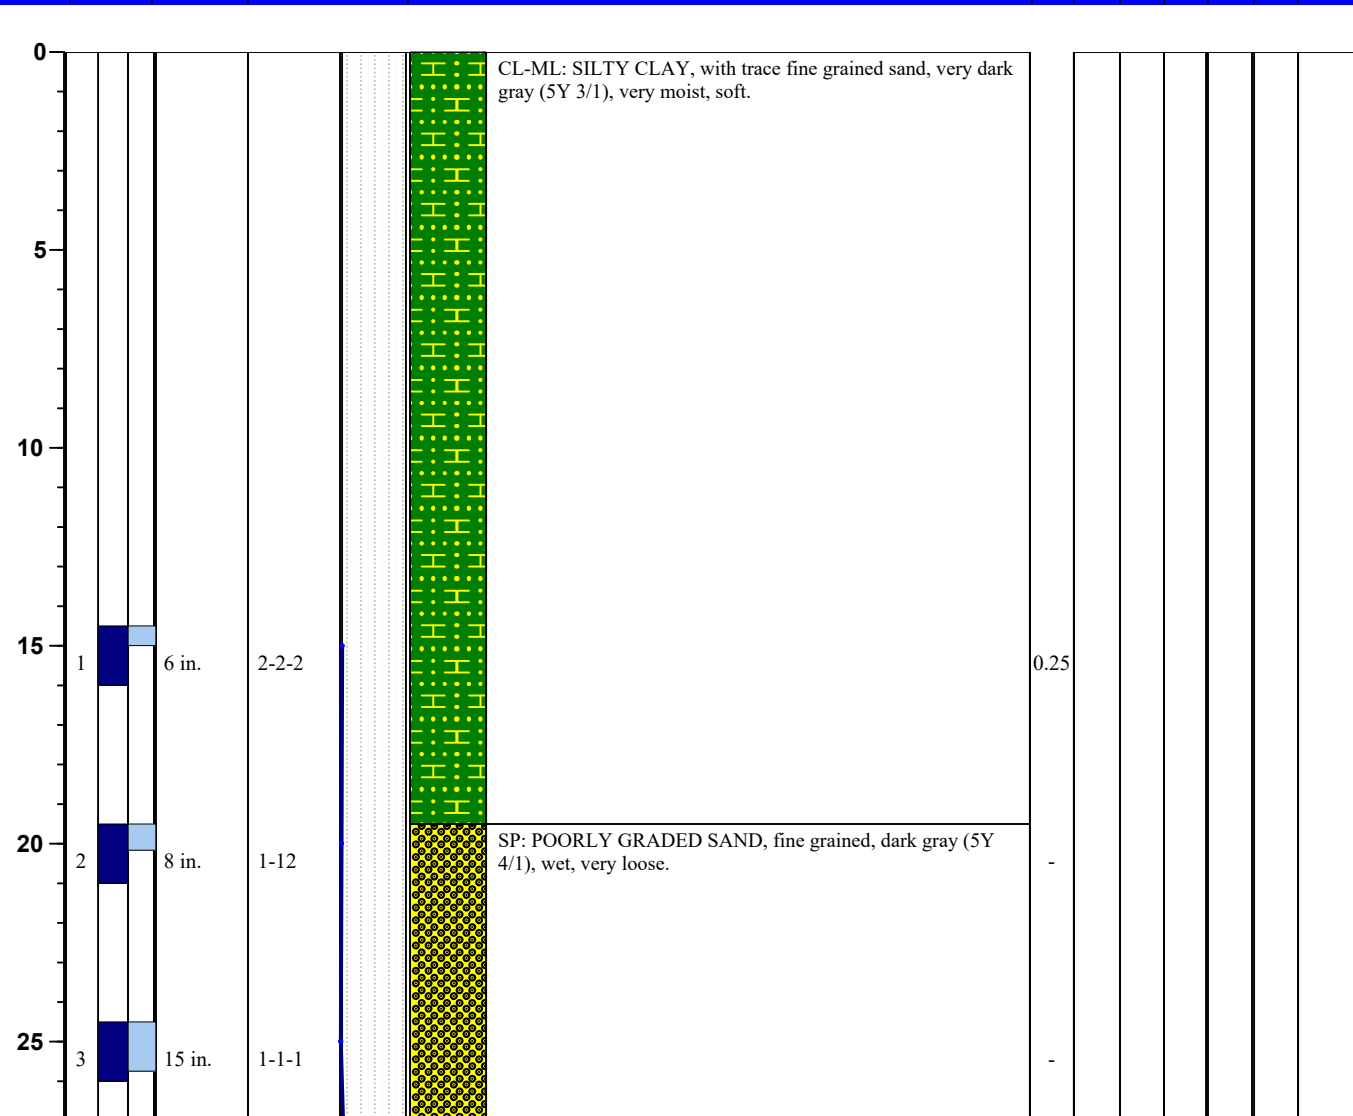 0
CL-ML: SILTY CLAY, with trace fine grained sand, very dark
gray (5Y 3/1), very moist, soft.
5
10
15
1 6 in. 2-2-2 0.25
20
SP: POORLY GRADED SAND, fine grained, dark gray (5Y
4/1), wet, very loose.
2 8 in. 1-12 -
25
3 15 in. 1-1-1 -